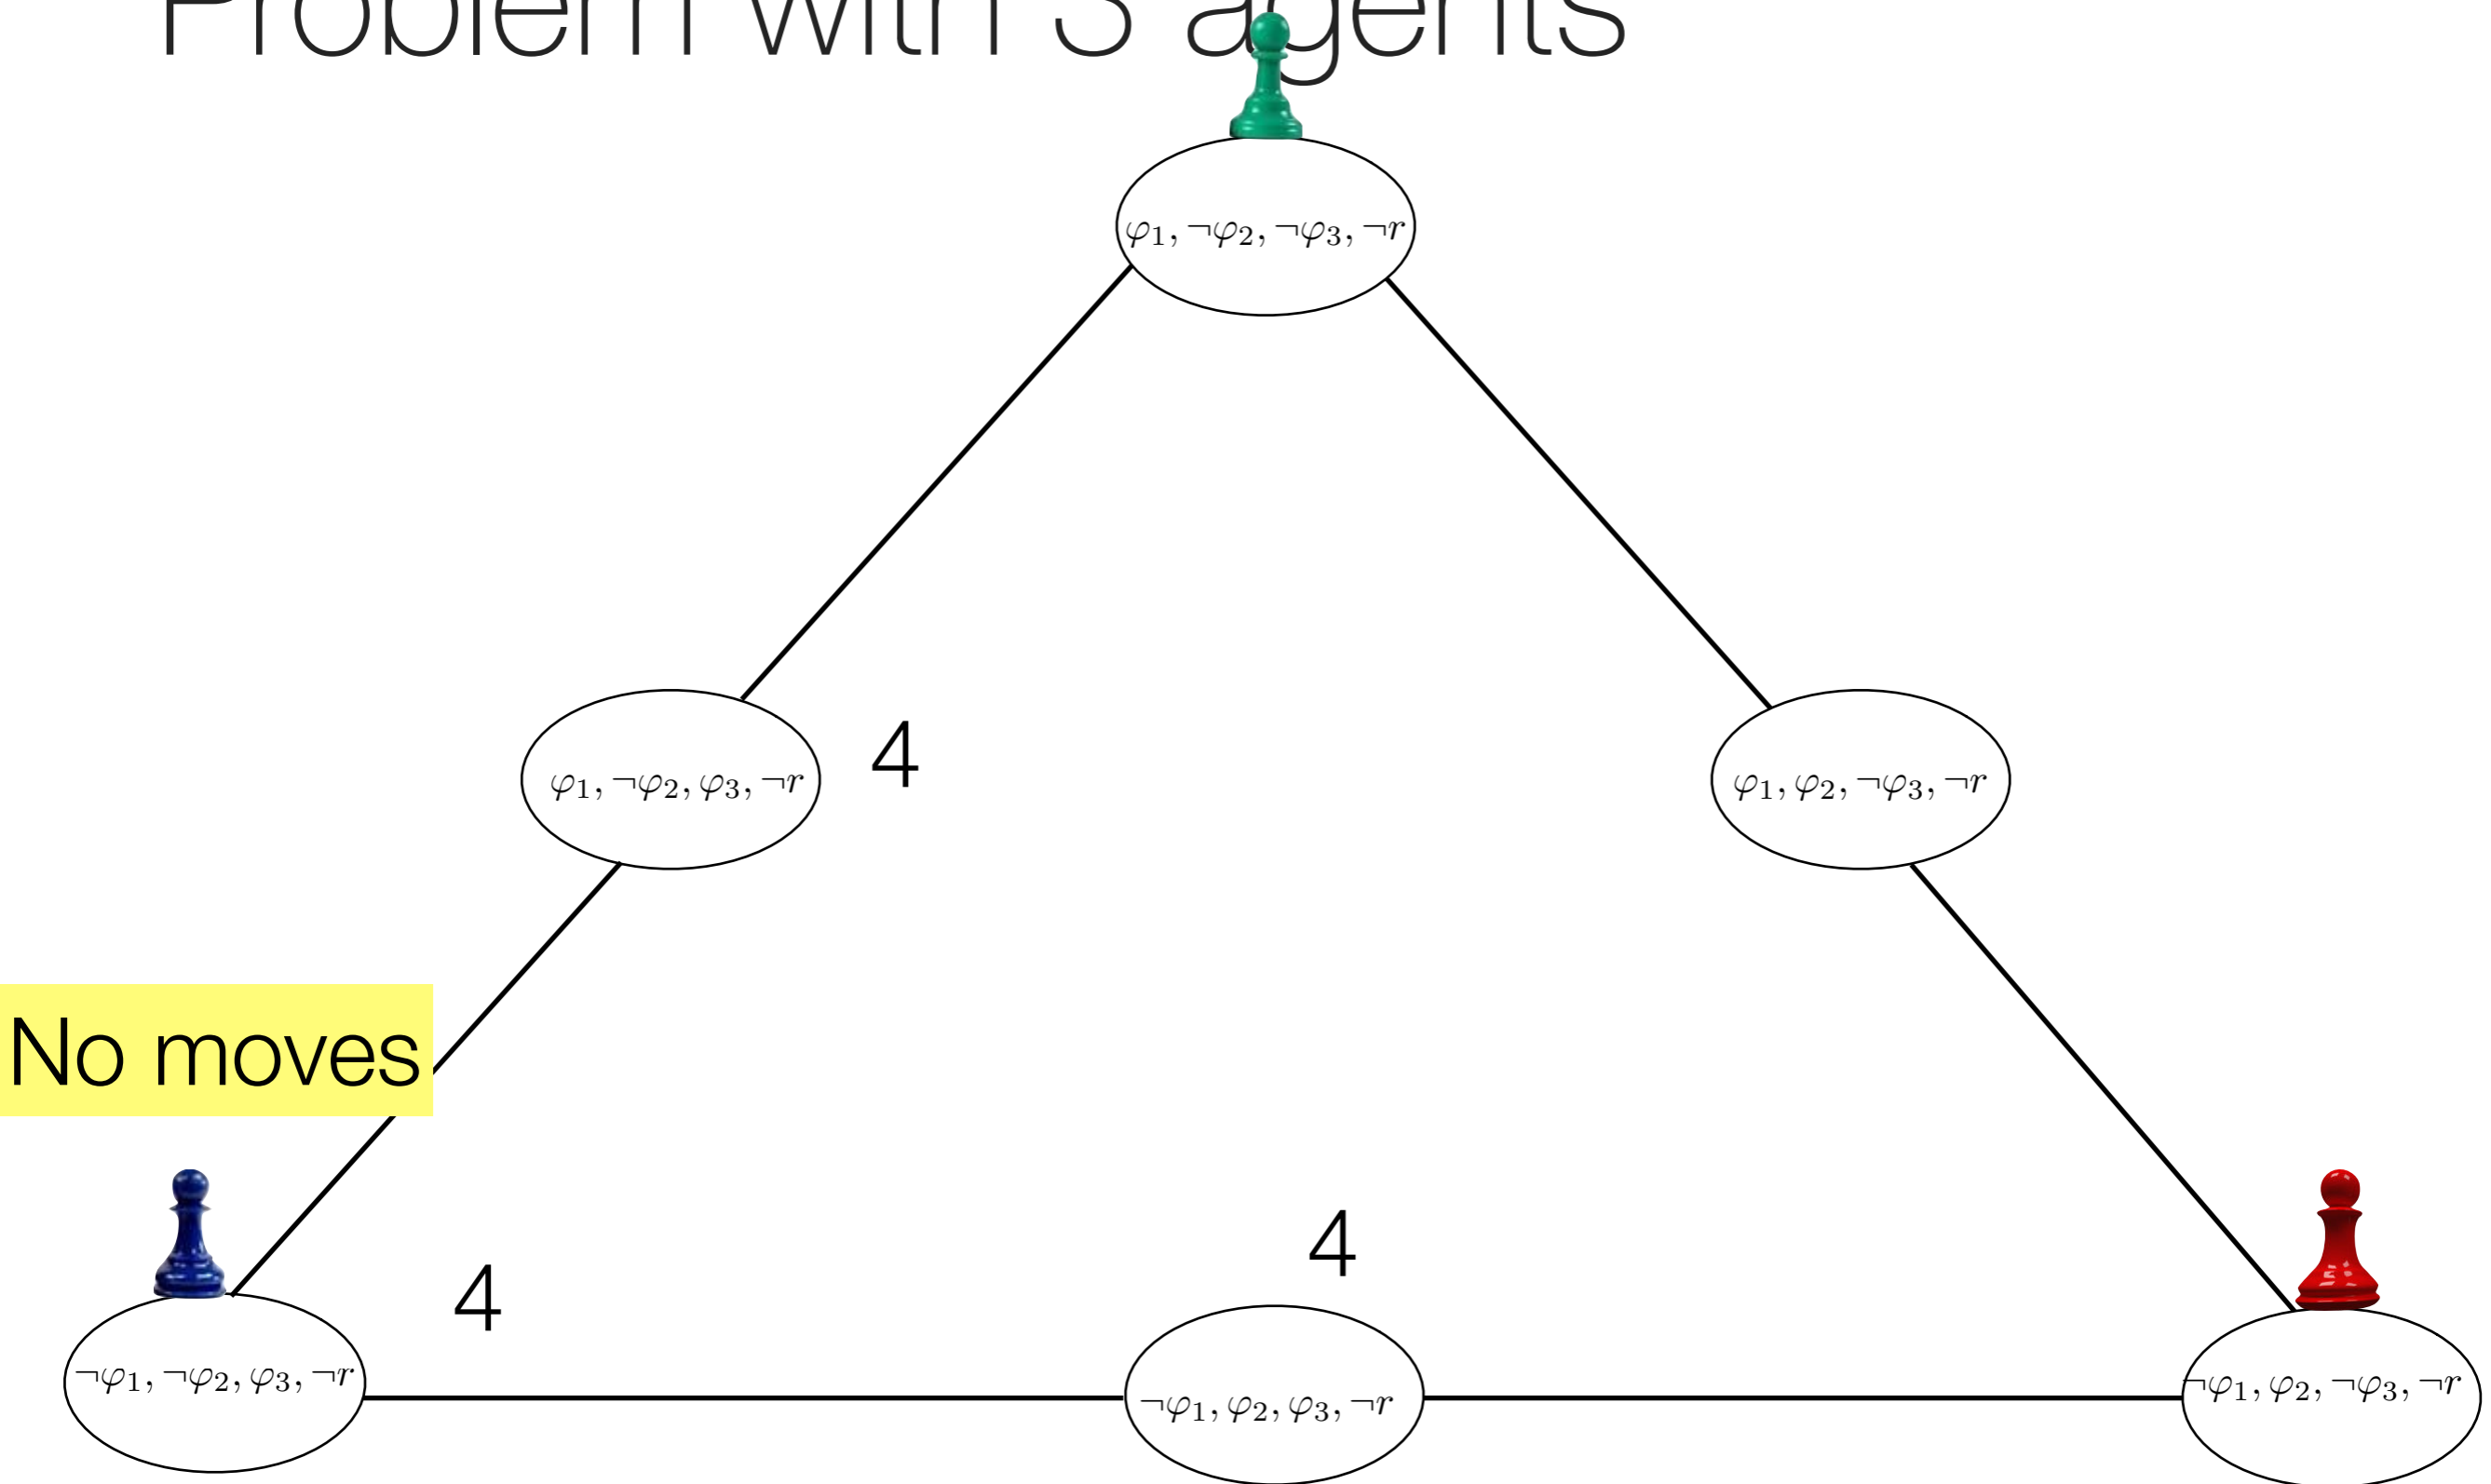 Problem with 3 agents
φ₁, ¬φ₂, ¬φ₃, ¬r
φ₁, ¬φ₂, φ₃, ¬r
4
φ₁, φ₂, ¬φ₃, ¬r
No moves
4
4
¬φ₁, ¬φ₂, φ₃, ¬r
¬φ₁, φ₂, φ₃, ¬r
¬φ₁, φ₂, ¬φ₃, ¬r